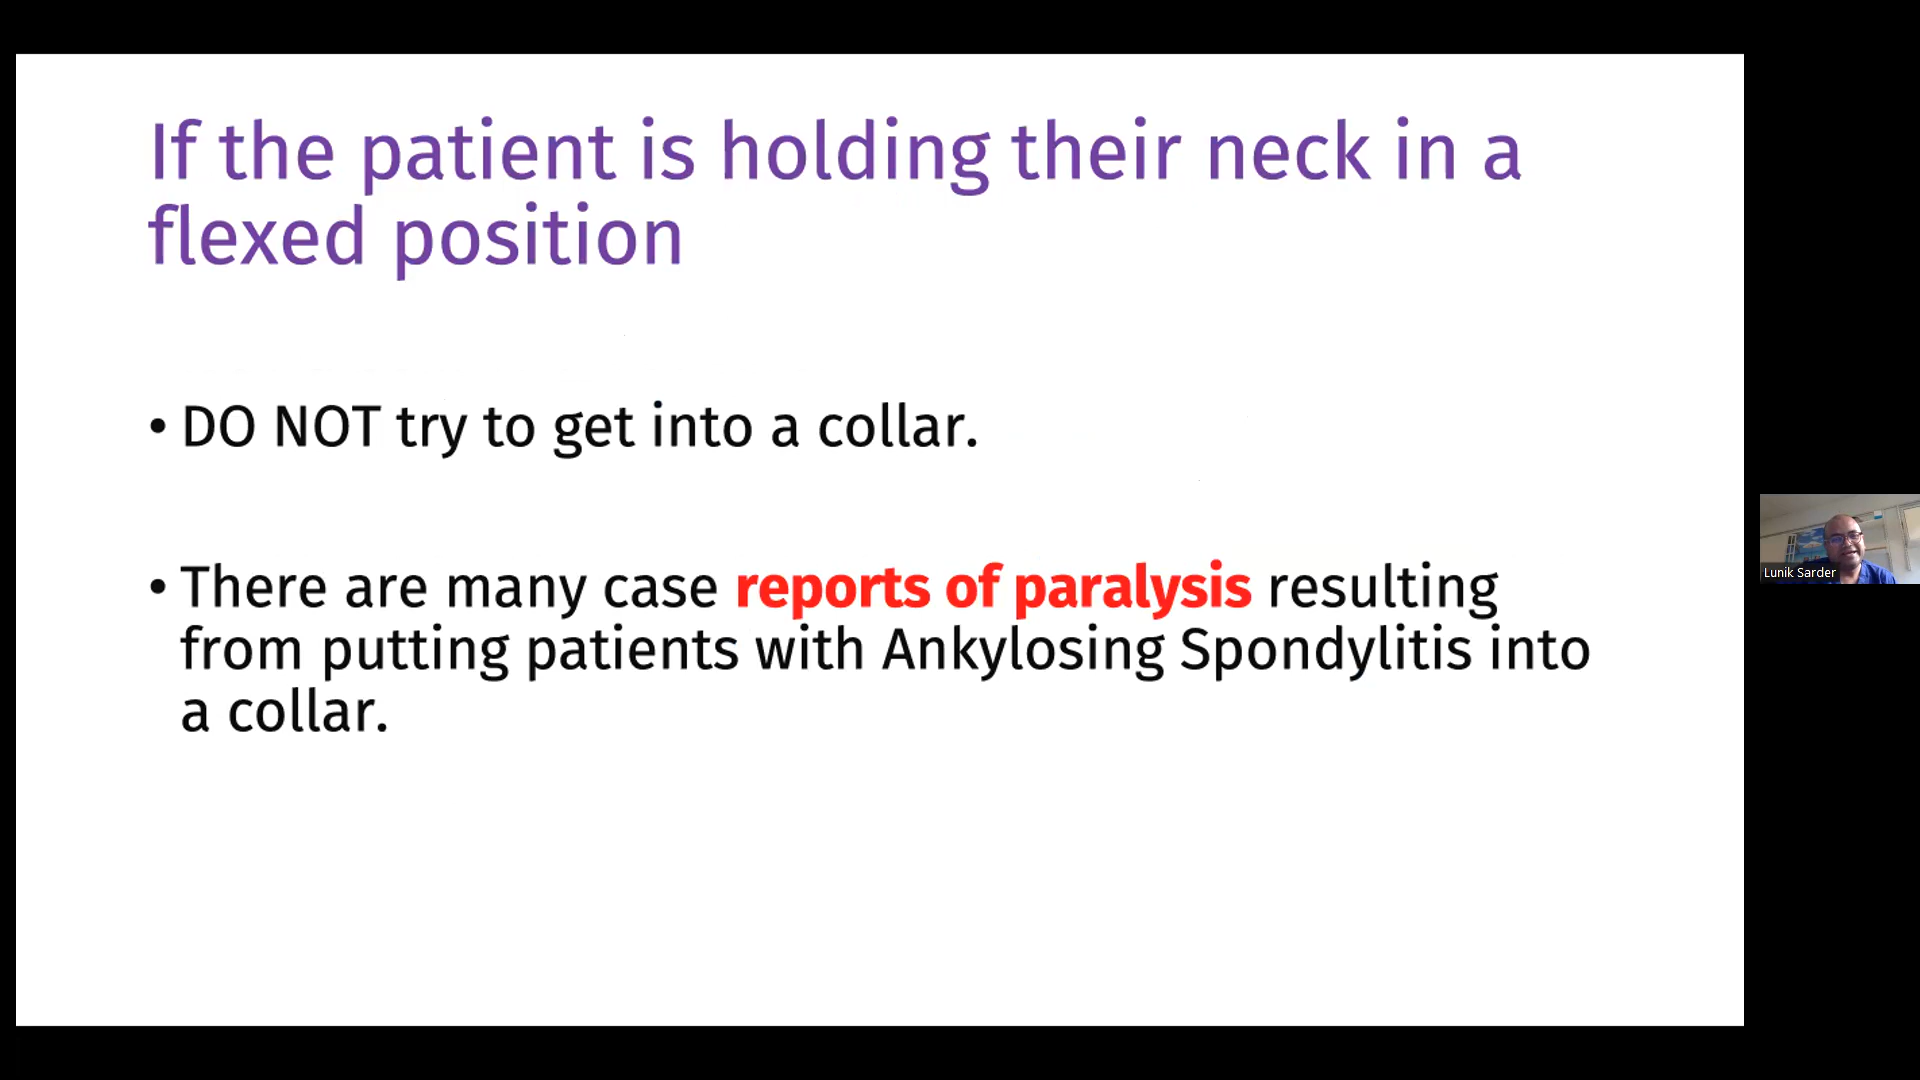 If the patient is holding their neck in a
flexed position
• DO NOT try to get into a collar.
• There are many case reports of paralysis resulting
from putting patients with Ankylosing Spondylitis into
a collar.
Lunik Sarder